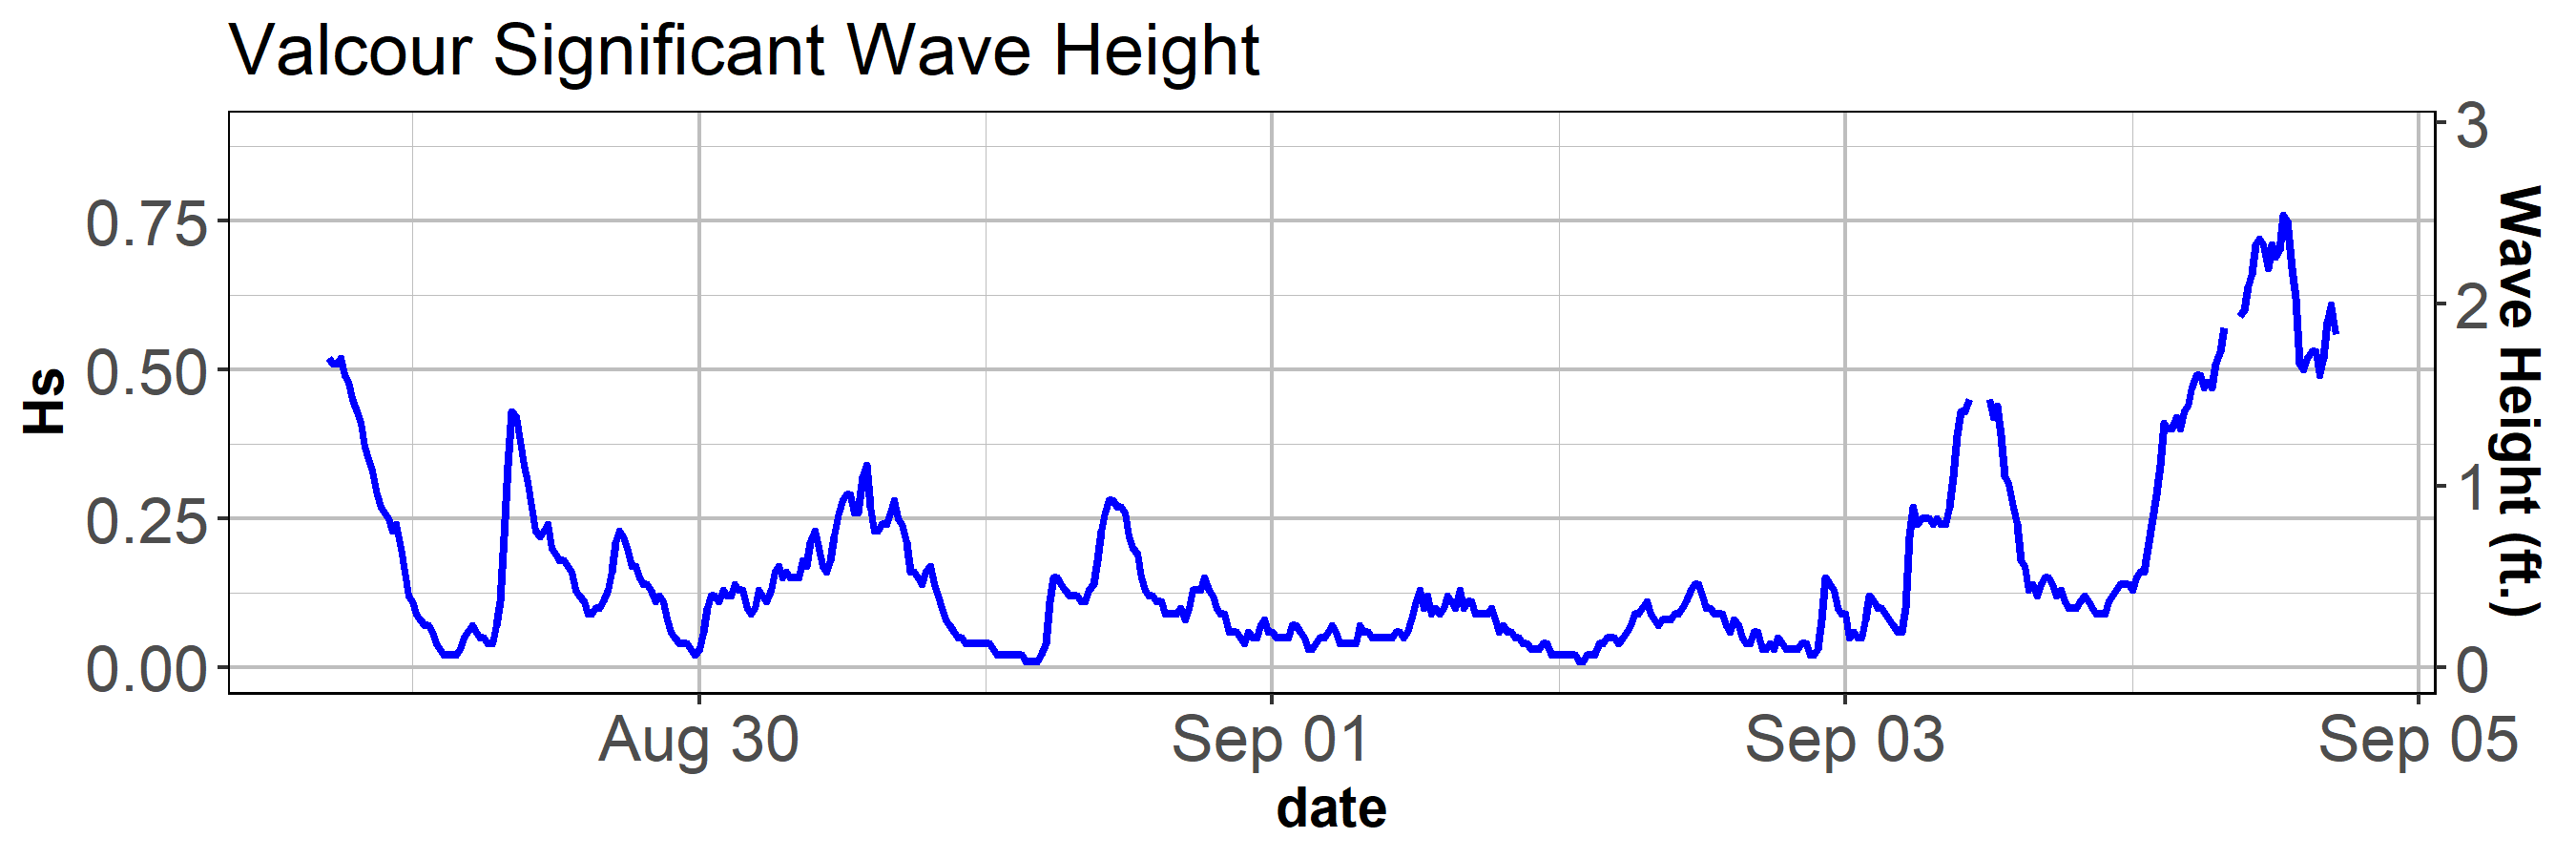 Valcour Significant Wave Height
Hs
0.75
0.50
0.25
0.00
3
2
1
0
Wave Height (ft.)
Aug 30
Sep 01
Sep 03
Sep 05
date